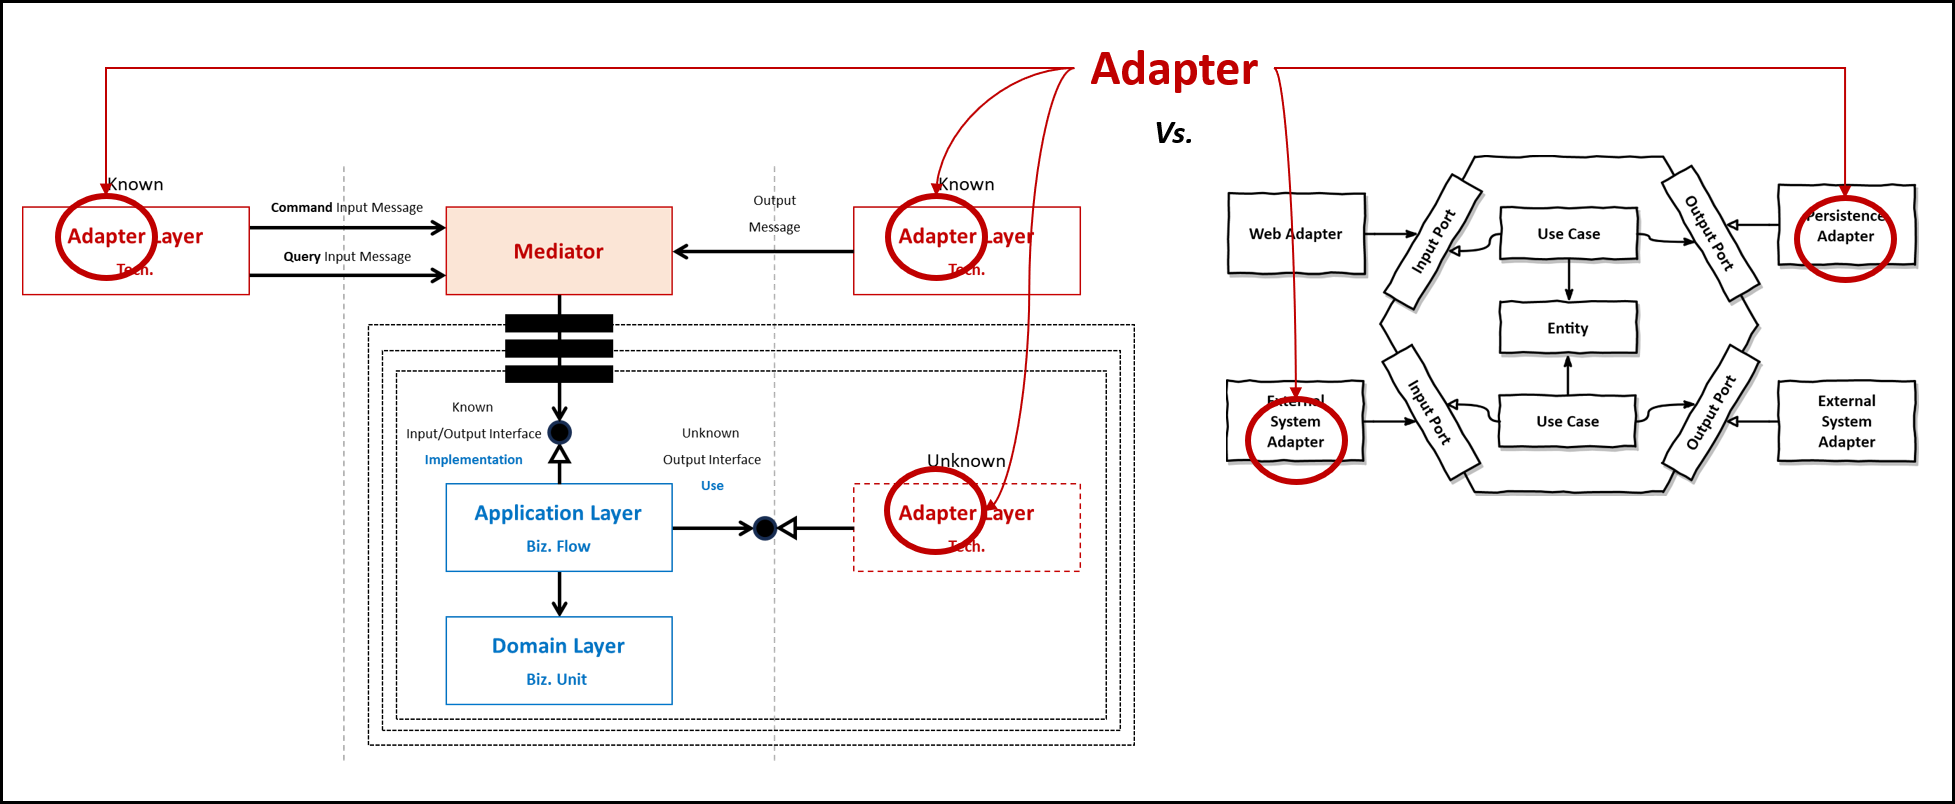 Adapter
Vs.
Known
Adapter Layer
Tech.
Command Input Message
Query Input Message
Mediator
Output
Message
Known
Adapter Layer
Tech.
Known
Input/Output Interface
Implementation
Unknown
Output Interface
Use
Unknown
Adapter Layer
Tech.
Application Layer
Biz. Flow
Domain Layer
Biz. Unit
Web Adapter
Input Port
Use Case
Output Port
Persistence
Adapter
Entity
External
System
Adapter
Input Port
Use Case
Output Port
External
System
Adapter